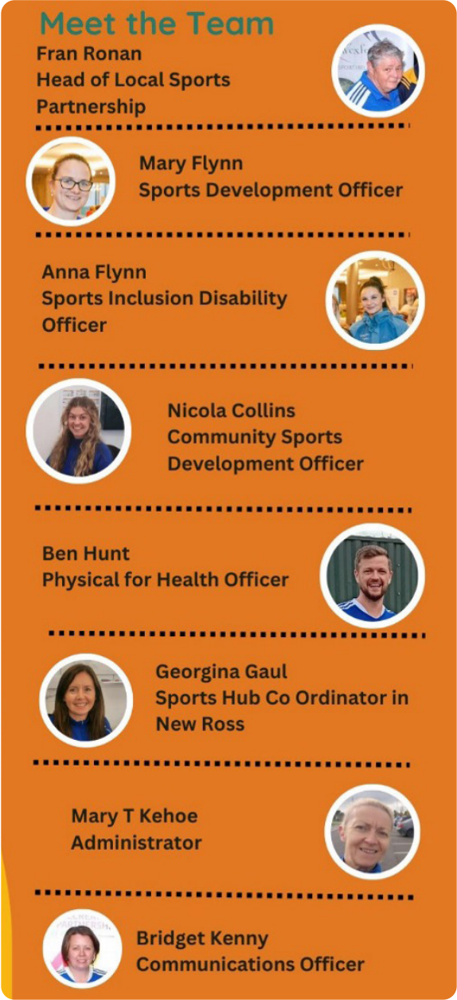 Meet the Team
Fran Ronan
Head of Local Sports
Partnership
Mary Flynn
Sports Development Officer
Anna Flynn
Sports Inclusion Disability
Officer
Nicola Collins
Community Sports
Development Officer
Ben Hunt
Physical for Health Officer
Georgina Gaul
Sports Hub Co Ordinator in
New Ross
Mary T Kehoe
Administrator
Bridget Kenny
Communications Officer